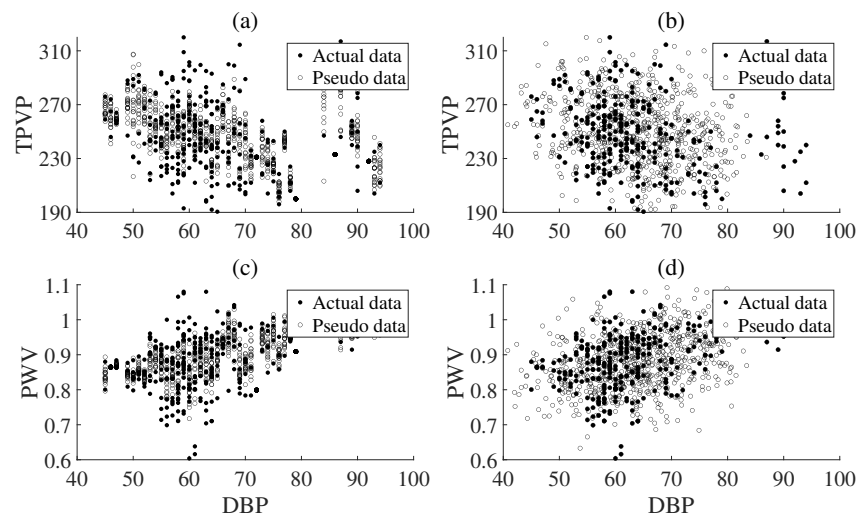 (a)
(b)
Actual data
Pseudo data
Actual data
Pseudo data
TPVP
310
270
230
190
40 50 60 70 80 90 100
TPVP
310
270
230
190
40 50 60 70 80 90 100
(c)
(d)
Actual data
Pseudo data
Actual data
Pseudo data
PWV
1.1
1
0.9
0.8
0.7
0.6
40 50 60 70 80 90 100
DBP
PWV
1.1
1
0.9
0.8
0.7
0.6
40 50 60 70 80 90 100
DBP